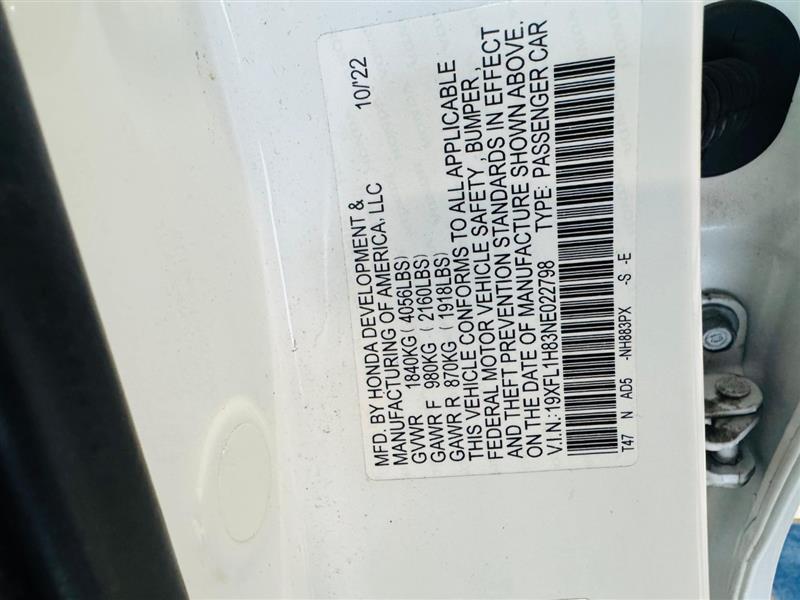 MFD. BY HONDA DEVELOPMENT & 10/'22
MANUFACTURING OF AMERICA, LLC
GVWR 1840KG (4056LBS)
GAWR F 980KG (2160LBS)
GAWR R 870KG (1918LBS)
THIS VEHICLE CONFORMS TO ALL APPLICABLE
FEDERAL MOTOR VEHICLE SAFETY, BUMPER,
AND THEFT PREVENTION STANDARDS IN EFFECT
ON THE DATE OF MANUFACTURE SHOWN ABOVE.
V.I.N.:19XFL1H83NE022798 TYPE: PASSENGER CAR
T47 N AD5 -NH883PX -S -E